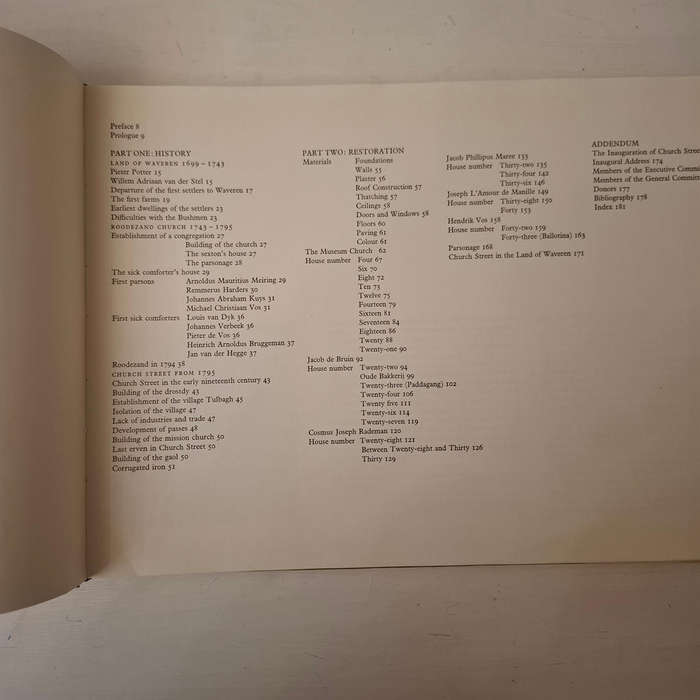 Preface 8
Prologue 9
PART ONE: HISTORY
LAND OF WAVEREN 1699–1743
Pieter Potter 15
Willem Adriaan van der Stel 15
Departure of the first settlers to Waveren 17
The first farms 19
Earliest dwellings of the settlers 23
Difficulties with the Bushmen 23
ROODEZAND CHURCH 1743–1795
Establishment of a congregation 27
Building of the church 27
The sexton's house 27
The parsonage 28
The sick comforter's house 29
First parsons Arnoldus Mauritius Meiring 29
Remmerus Harders 30
Johannes Abraham Kuys 31
Michael Christiaan Vos 31
First sick comforters Louis van Dyk 36
Johannes Verbeek 36
Pieter de Vos 36
Heinrich Arnoldus Bruggeman 37
Jan van der Hegge 37
Roodezand in 1794 38
CHURCH STREET FROM 1795
Church Street in the early nineteenth century 43
Building of the drostdy 43
Establishment of the village Tulbagh 45
Isolation of the village 47
Lack of industries and trade 47
Development of passes 48
Building of the mission church 50
Last erven in Church Street 50
Building of the gaol 50
Corrugated iron 51
PART TWO: RESTORATION
Materials Foundations
Walls 55
Plaster 56
Roof Construction 57
Thatching 57
Ceilings 58
Doors and Windows 58
Floors 60
Paving 61
Colour 61
The Museum Church 62
House number Four 67
Six 70
Eight 72
Ten 73
Twelve 75
Fourteen 79
Sixteen 81
Seventeen 84
Eighteen 86
Twenty 88
Twenty-one 90
Jacob de Bruin 92
House number Twenty-two 94
Oude Bakkerij 99
Twenty-three (Paddagang) 102
Twenty-four 106
Twenty five 111
Twenty-six 114
Twenty-seven 119
Cosmus Joseph Rademan 120
House number Twenty-eight 121
Between Twenty-eight and Thirty 126
Thirty 129
Jacob Phillipus Maree 133
House number Thirty-two 135
Thirty-four 142
Thirty-six 146
Joseph L'Amour de Manille 149
House number Thirty-eight 150
Forty 153
Hendrik Vos 158
House number Forty-two 159
Forty-three (Ballotina) 163
Parsonage 168
Church Street in the Land of Waveren 171
ADDENDUM
The Inauguration of Church Stree
Inaugural Address 174
Members of the Executive Commi
Members of the General Committ
Donors 177
Bibliography 178
Index 181